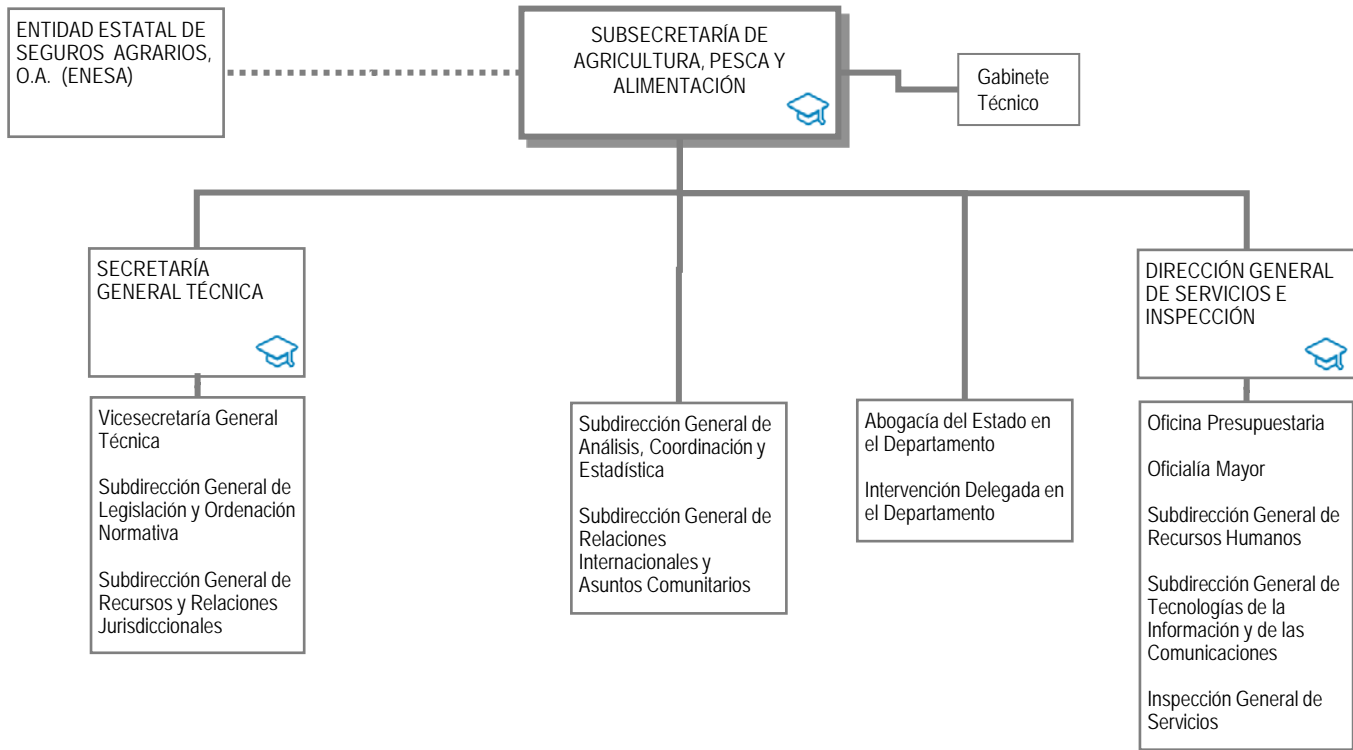 ENTIDAD ESTATAL DE
SEGUROS AGRARIOS,
O.A. (ENESA)
SUBSECRETARÍA DE
AGRICULTURA, PESCA Y
ALIMENTACIÓN
Gabinete
Técnico
SECRETARÍA
GENERAL TÉCNICA
DIRECCIÓN GENERAL
DE SERVICIOS E
INSPECCIÓN
Vicesecretaría General
Técnica
Subdirección General de
Legislación y Ordenación
Normativa
Subdirección General de
Recursos y Relaciones
Jurisdiccionales
Subdirección General de
Análisis, Coordinación y
Estadística
Subdirección General de
Relaciones
Internacionales y
Asuntos Comunitarios
Abogacía del Estado en
el Departamento
Intervención Delegada en
el Departamento
Oficina Presupuestaria
Oficialía Mayor
Subdirección General de
Recursos Humanos
Subdirección General de
Tecnologías de la
Información y de las
Comunicaciones
Inspección General de
Servicios